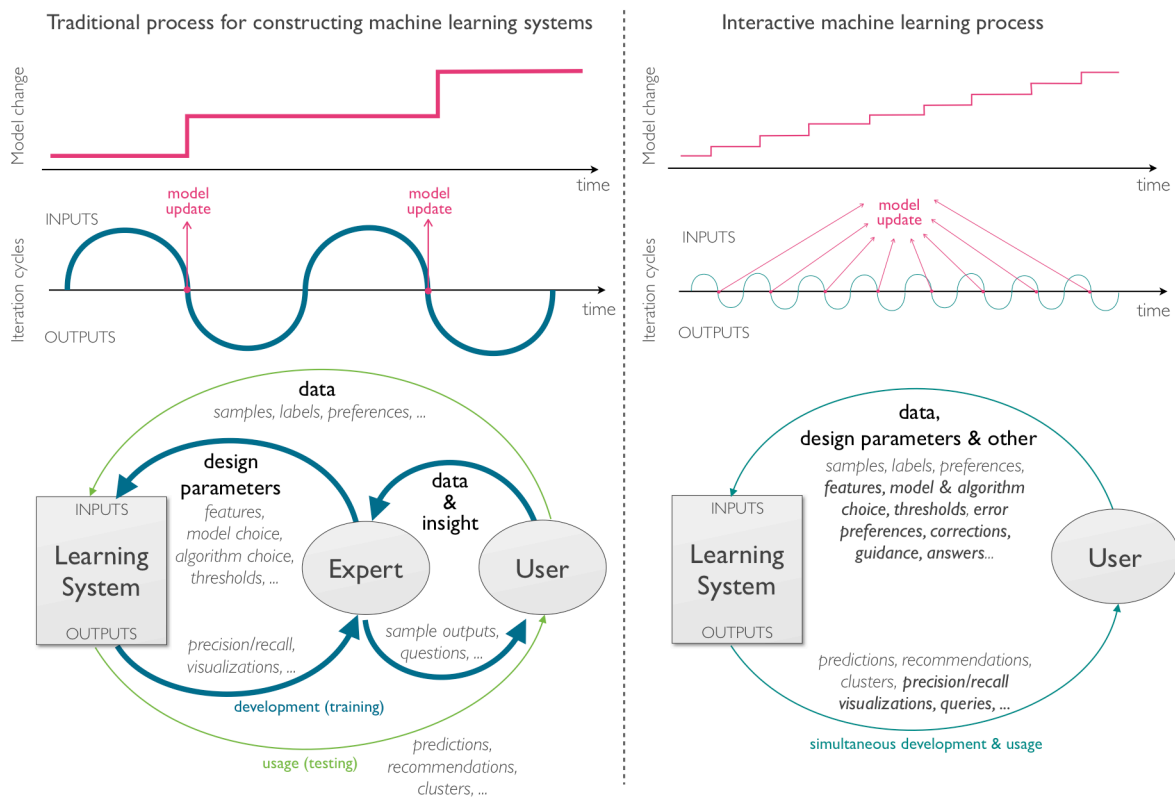 Traditional process for constructing machine learning systems
Model change
time
model
update
model
update
INPUTS
Iteration cycles
time
OUTPUTS
data
samples, labels, preferences, ...
design
parameters
features,
model choice,
algorithm choice,
thresholds, ...
data
&
insight
INPUTS
Learning
System
OUTPUTS
Expert
User
precision/recall,
visualizations, ...
sample outputs,
questions, ...
development (training)
usage (testing)
predictions,
recommendations,
clusters, ...
Interactive machine learning process
Model change
time
model
update
INPUTS
Iteration cycles
time
OUTPUTS
data,
design parameters & other
samples, labels, preferences,
features, model & algorithm
choice, thresholds, error
preferences, corrections,
guidance, answers...
INPUTS
Learning
System
OUTPUTS
User
predictions, recommendations,
clusters, precision/recall
visualizations, queries, ...
simultaneous development & usage